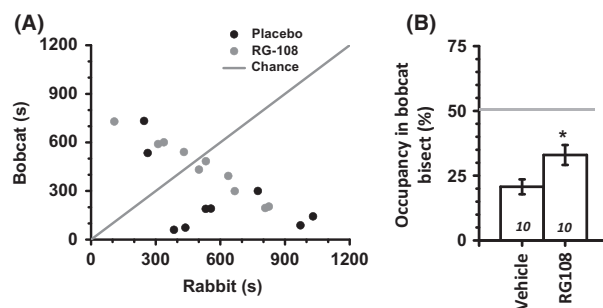 (A)
Placebo
RG-108
Chance
Bobcat (s)
1200
900
600
300
0
0
300
600
900
1200
Rabbit (s)
(B)
Occupancy in bobcat
bisect (%)
75
50
25
0
*
10
10
Vehicle
RG108